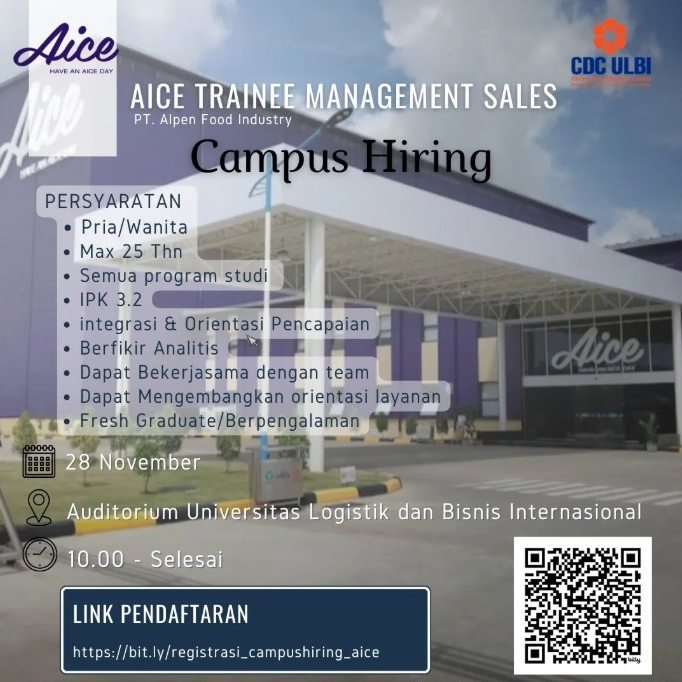 Aice
HAVE AN AICE DAY
CDC ULBI
Aice
AICE TRAINEE MANAGEMENT SALES
PT. Alpen Food Industry
Campus Hiring
PERSYARATAN
• Pria/Wanita
• Max 25 Thn
• Semua program studi
• IPK 3.2
• integrasi & Orientasi Pencapaian
• Berfikir Analitis
• Dapat Bekerjasama dengan team
• Dapat Mengembangkan orientasi layanan
• Fresh Graduate/Berpengalaman
Aice
28 November
Auditorium Universitas Logistik dan Bisnis Internasional
10.00 - Selesai
LINK PENDAFTARAN
https://bit.ly/registrasi_campushiring_aice
bitly